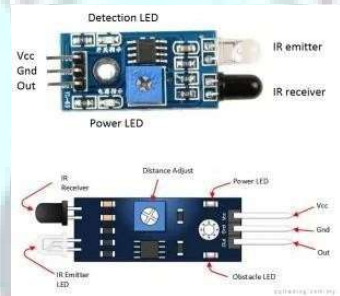 Detection LED
IR emitter
Vcc
Gnd
Out
IR receiver
Power LED
IR
Receiver
Distance Adjust
Power LED
Vcc
Gnd
Out
IR Emitter
LED
Obstacle LED